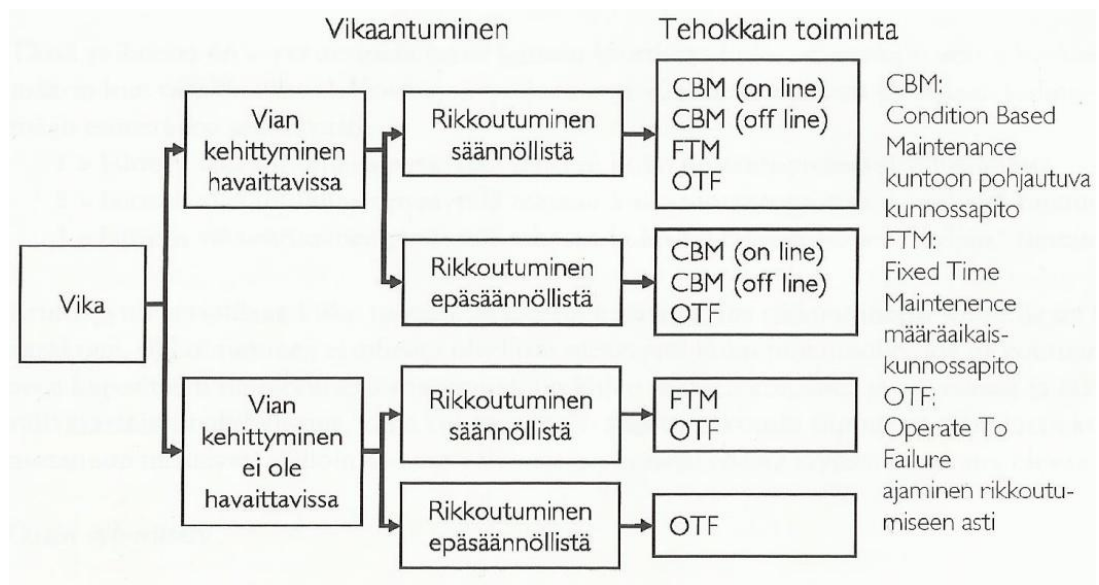 Vikaantuminen
Tehokkain toiminta
Vika
Vian
kehittyminen
havaittavissa
Rikkoutuminen
säännöllistä
CBM (on line)
CBM (off line)
FTM
OTF
Rikkoutuminen
epäsäännöllistä
CBM (on line)
CBM (off line)
OTF
Vian
kehittyminen
ei ole
havaittavissa
Rikkoutuminen
säännöllistä
FTM
OTF
Rikkoutuminen
epäsäännöllistä
OTF
CBM:
Condition Based
Maintenance
kuntoon pohjautuva
kunnossapito
FTM:
Fixed Time
Maintenence
määräaikais-
kunnossapito
OTF:
Operate To
Failure
ajaminen rikkoutu-
miseen asti